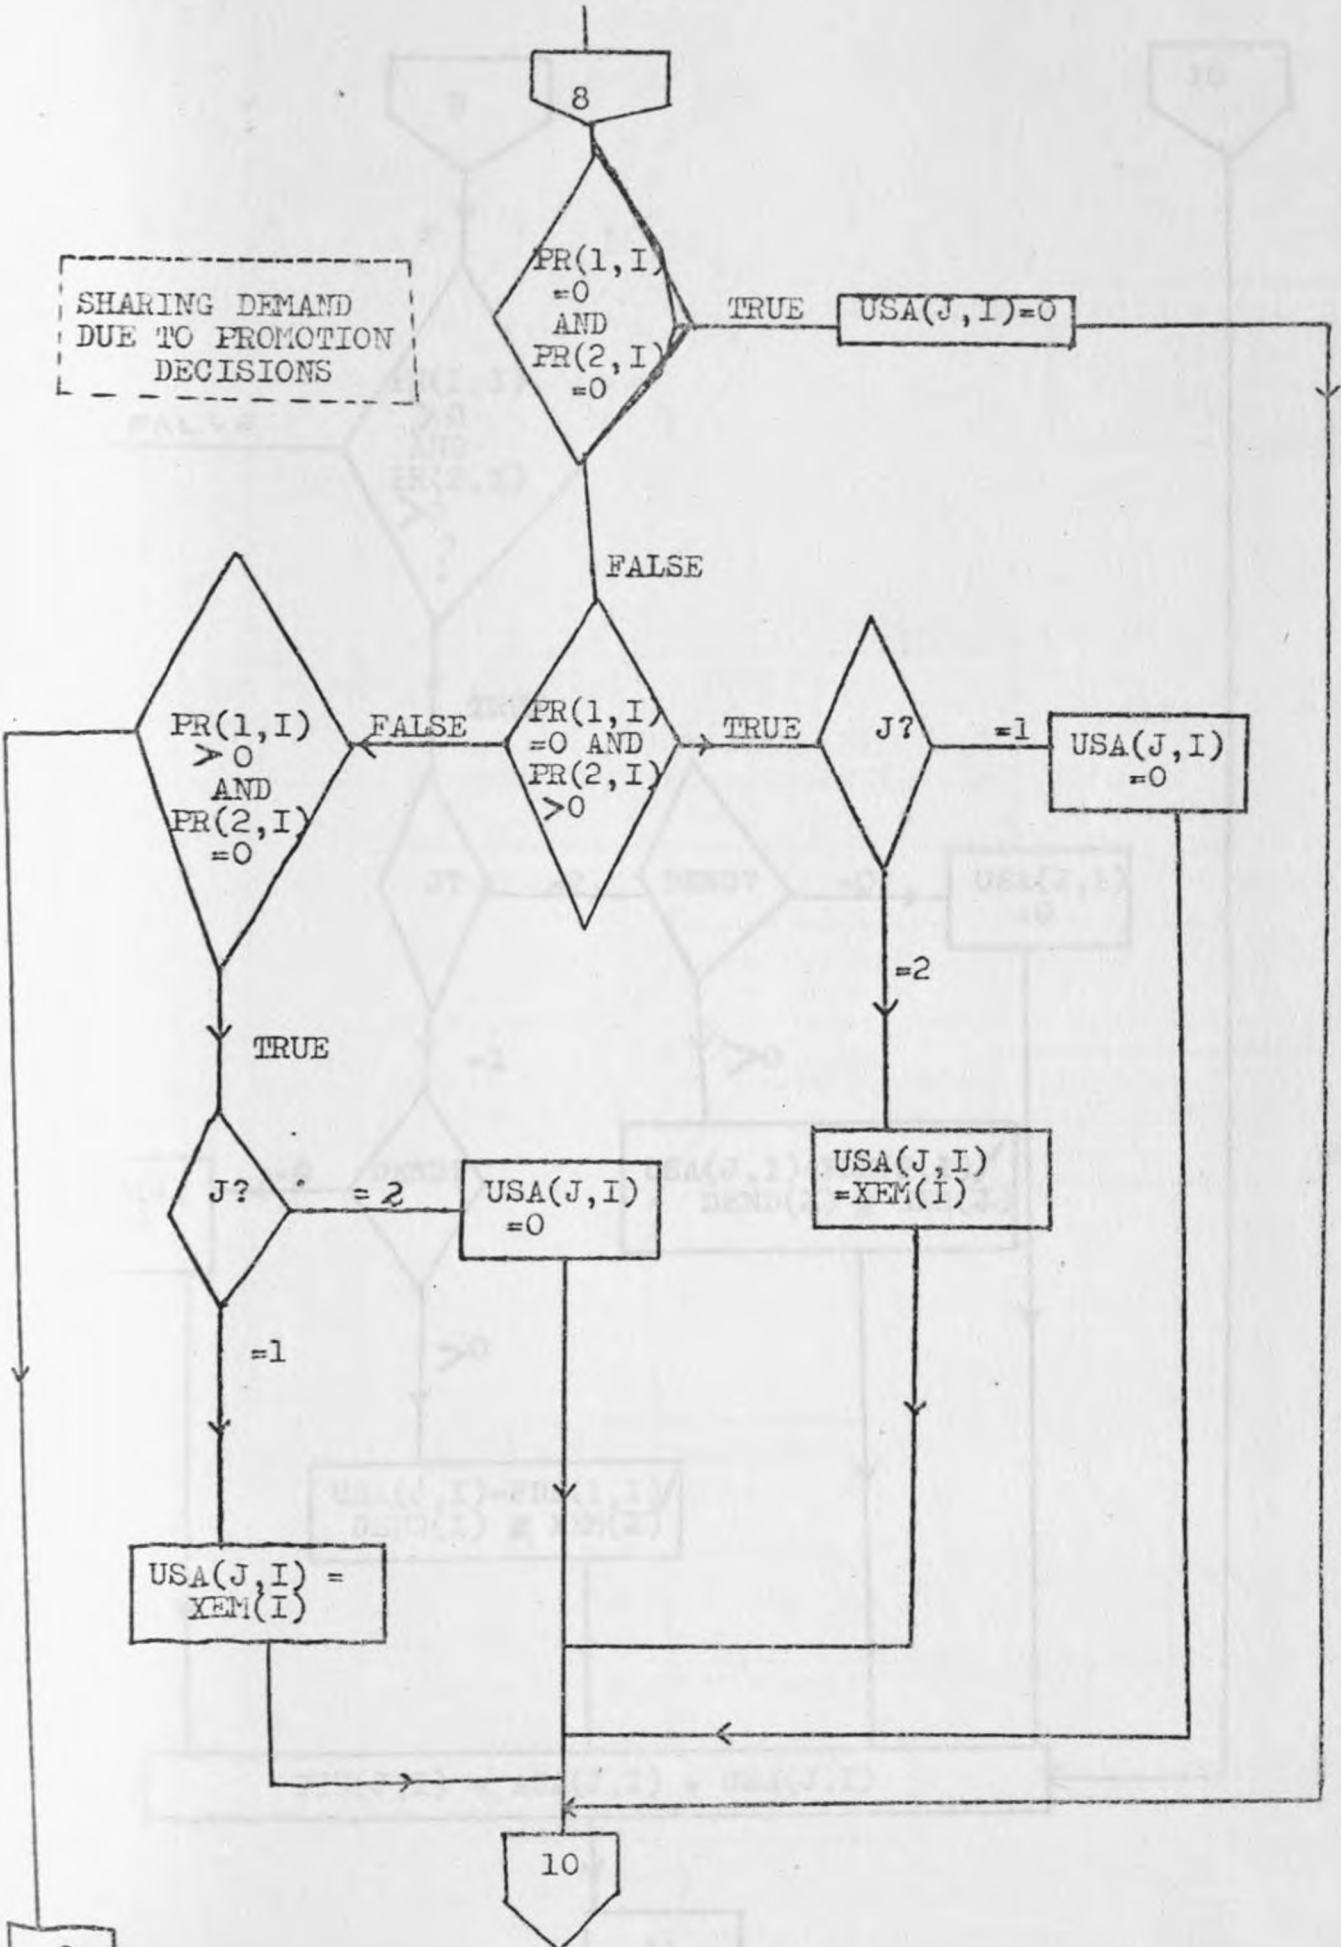 8
PR(1,I)
=0
AND
PR(2,I)
=0
TRUE
USA(J,I)=0
SHARING DEMAND
DUE TO PROMOTION
DECISIONS
FALSE
PR(1,I)
>0
AND
PR(2,I)
=0
FALSE
PR(1,I)
=0 AND
PR(2,I)
>0
TRUE
J?
=1
USA(J,I)
=0
=2
TRUE
J?
=2
USA(J,I)
=0
USA(J,I)
=XEM(I)
=1
USA(J,I) =
XEM(I)
10